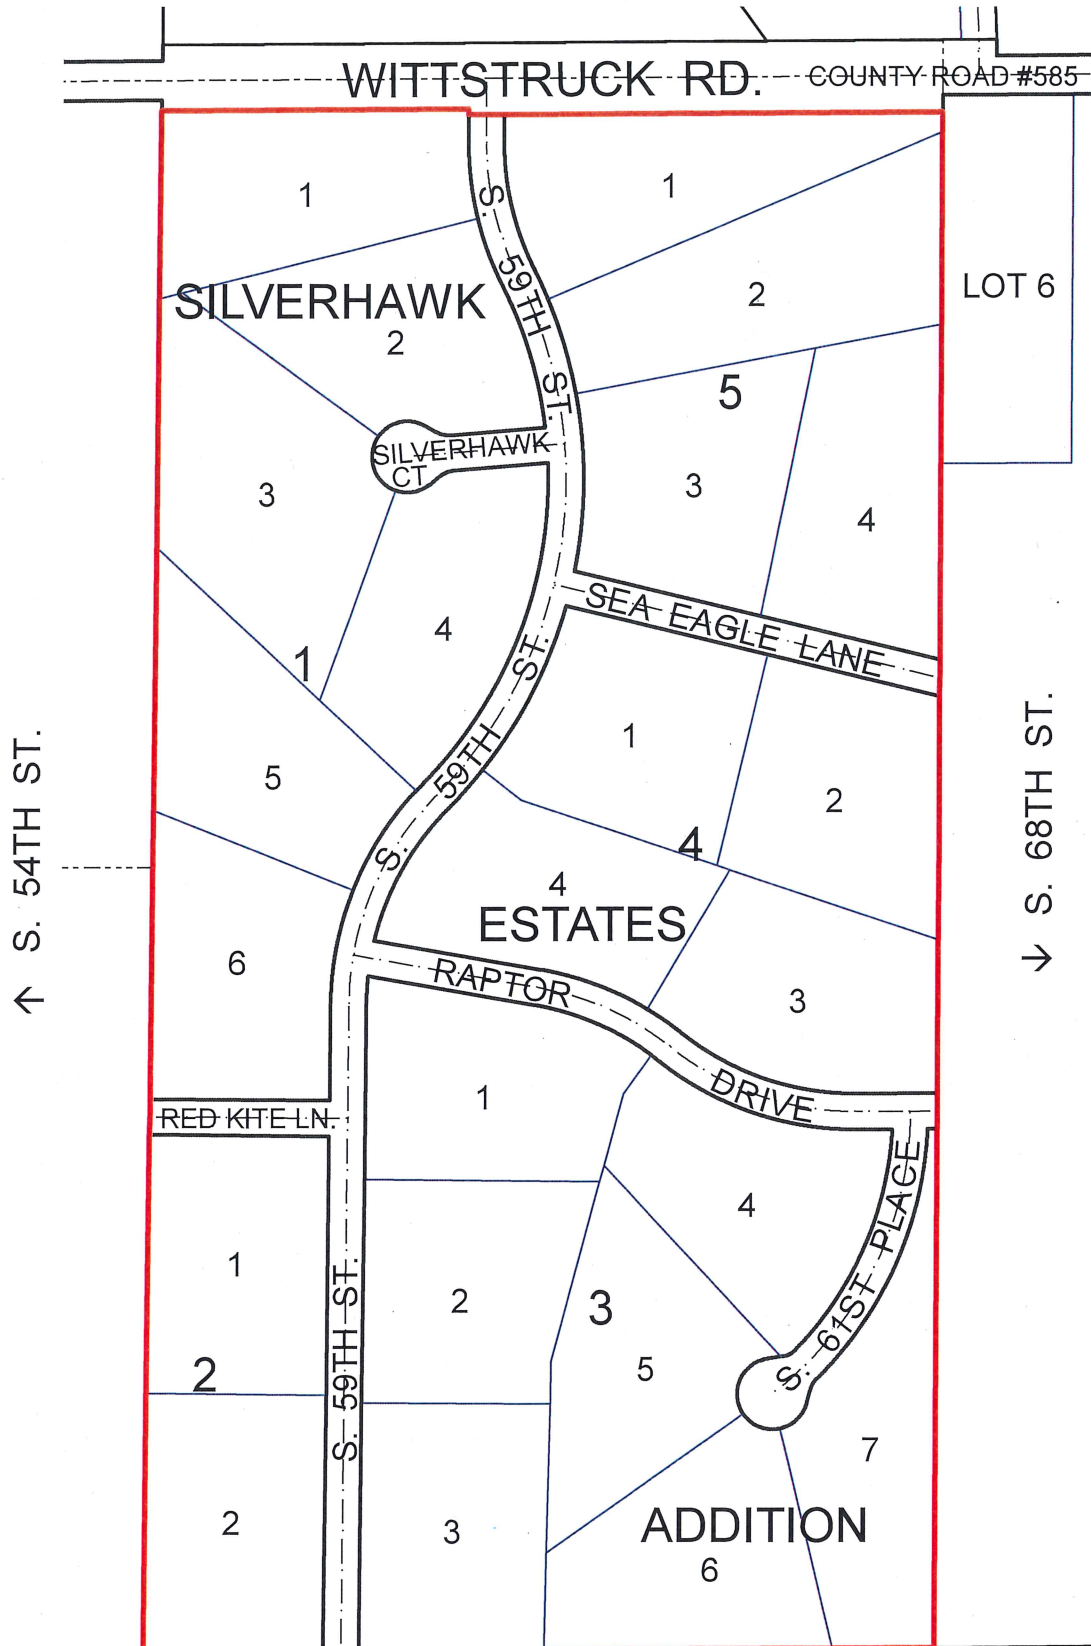 WITTSTRUCK RD.
COUNTY ROAD #585
1
1
S. 59TH ST.
2
LOT 6
SILVERHAWK
2
5
SILVERHAWK
CT
3
3
4
SEA EAGLE LANE
4
1
S. 59TH ST.
1
5
2
4
4
ESTATES
S. 54TH ST.
←
S. 68TH ST.
→
6
RAPTOR DRIVE
3
1
RED KITE LN.
4
S. 61ST PLACE
1
2
3
S. 59TH ST.
2
5
7
2
3
ADDITION
6